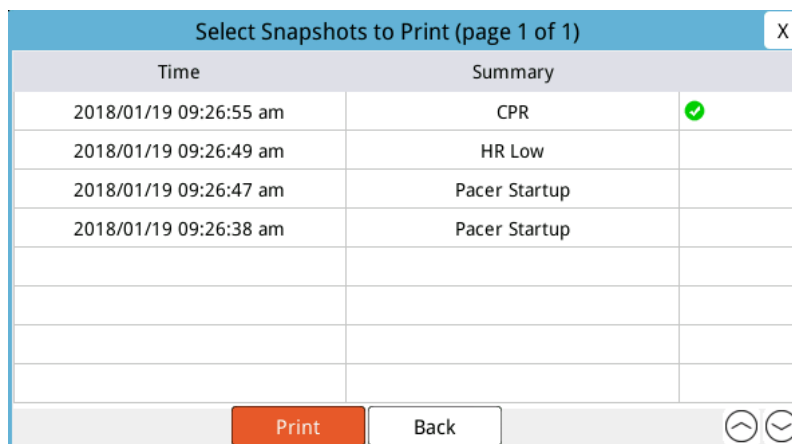 Select Snapshots to Print (page 1 of 1) X
Time Summary
2018/01/19 09:26:55 am CPR
2018/01/19 09:26:49 am HR Low
2018/01/19 09:26:47 am Pacer Startup
2018/01/19 09:26:38 am Pacer Startup
Print Back